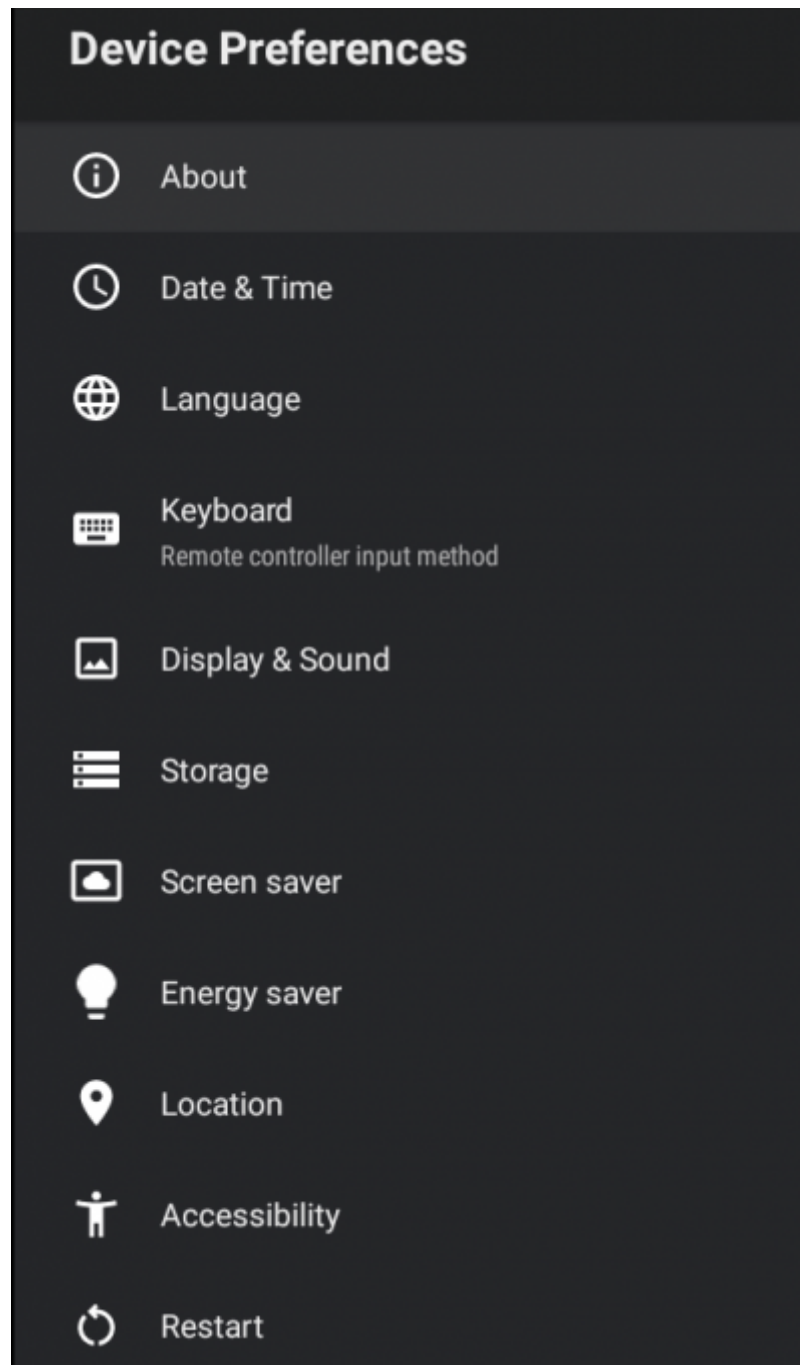 Device Preferences
About
Date & Time
Language
Keyboard
Remote controller input method
Display & Sound
Storage
Screen saver
Energy saver
Location
Accessibility
Restart